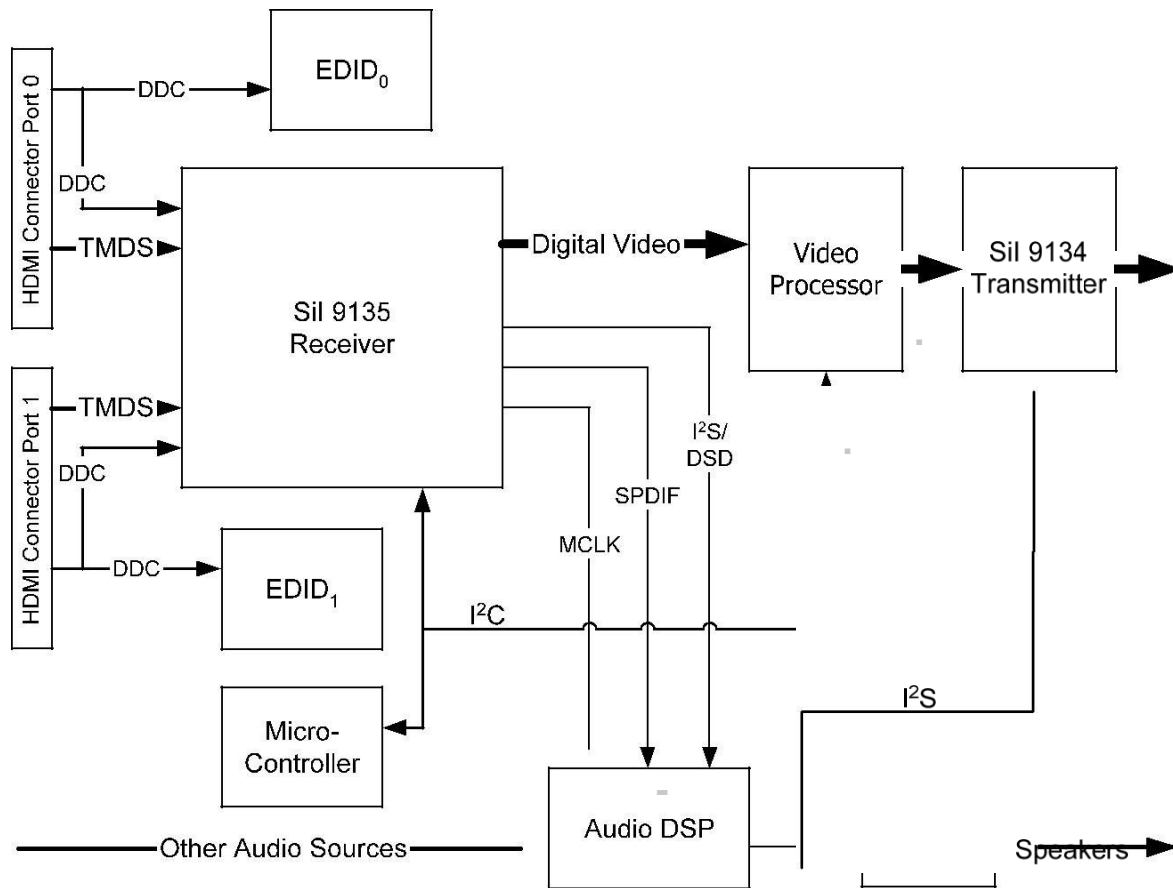 HDMI Connector Port 0
DDC
EDID₀
DDC
TMDS
SiI 9135
Receiver
Digital Video
Video
Processor
SiI 9134
Transmitter
HDMI Connector Port 1
TMDS
DDC
DDC
EDID₁
I²S/
DSD
SPDIF
MCLK
I²C
I²S
Micro-
Controller
Audio DSP
Other Audio Sources
Speakers